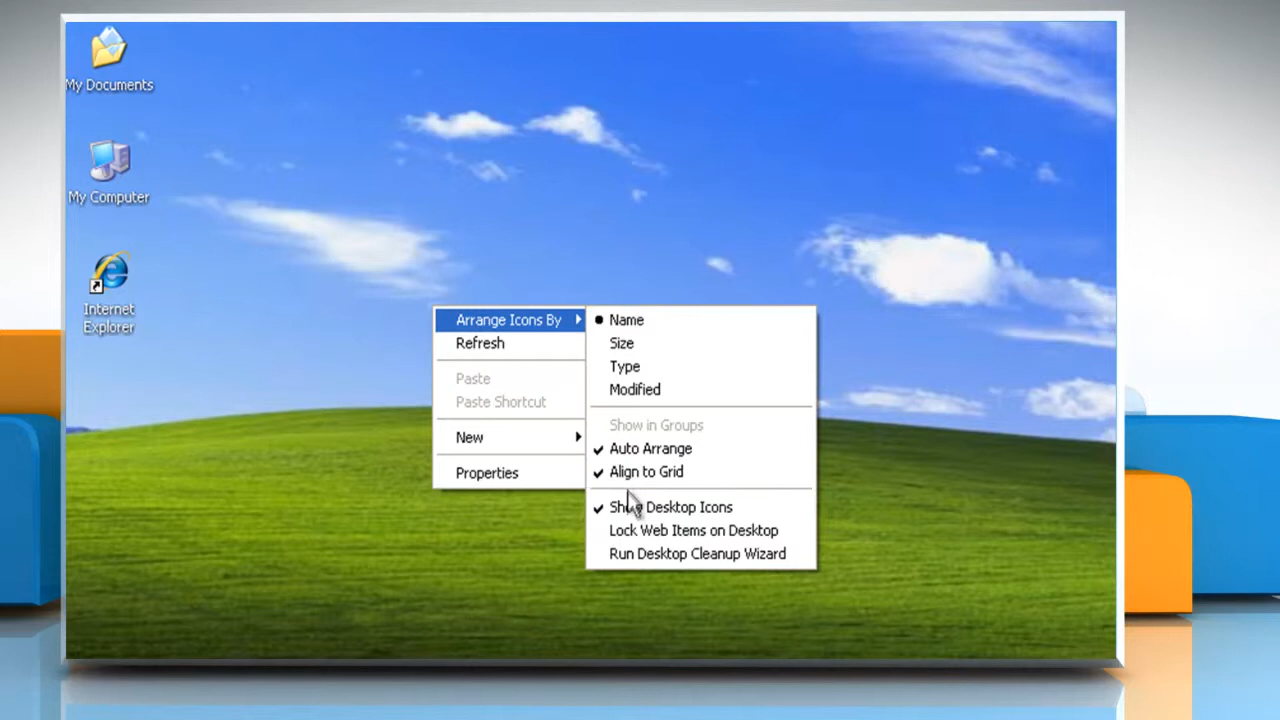 My Documents
My Computer
Internet
Explorer
Arrange Icons By
Refresh
Paste
Paste Shortcut
New
Properties
Name
Size
Type
Modified
Show in Groups
Auto Arrange
Align to Grid
Show Desktop Icons
Lock Web Items on Desktop
Run Desktop Cleanup Wizard